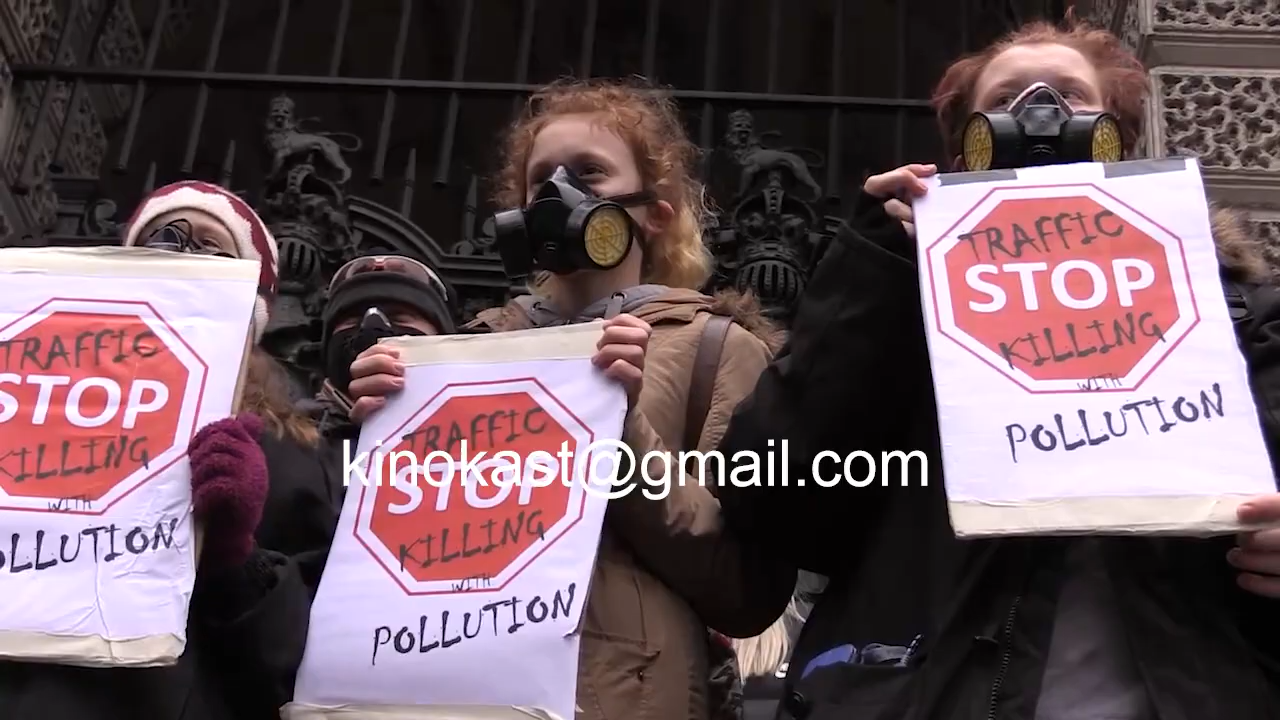 TRAFFIC
STOP
KILLING
WITH
POLLUTION
TRAFFIC
STOP
KILLING
WITH
POLLUTION
TRAFFIC
STOP
KILLING
WITH
POLLUTION
kinokast@gmail.com